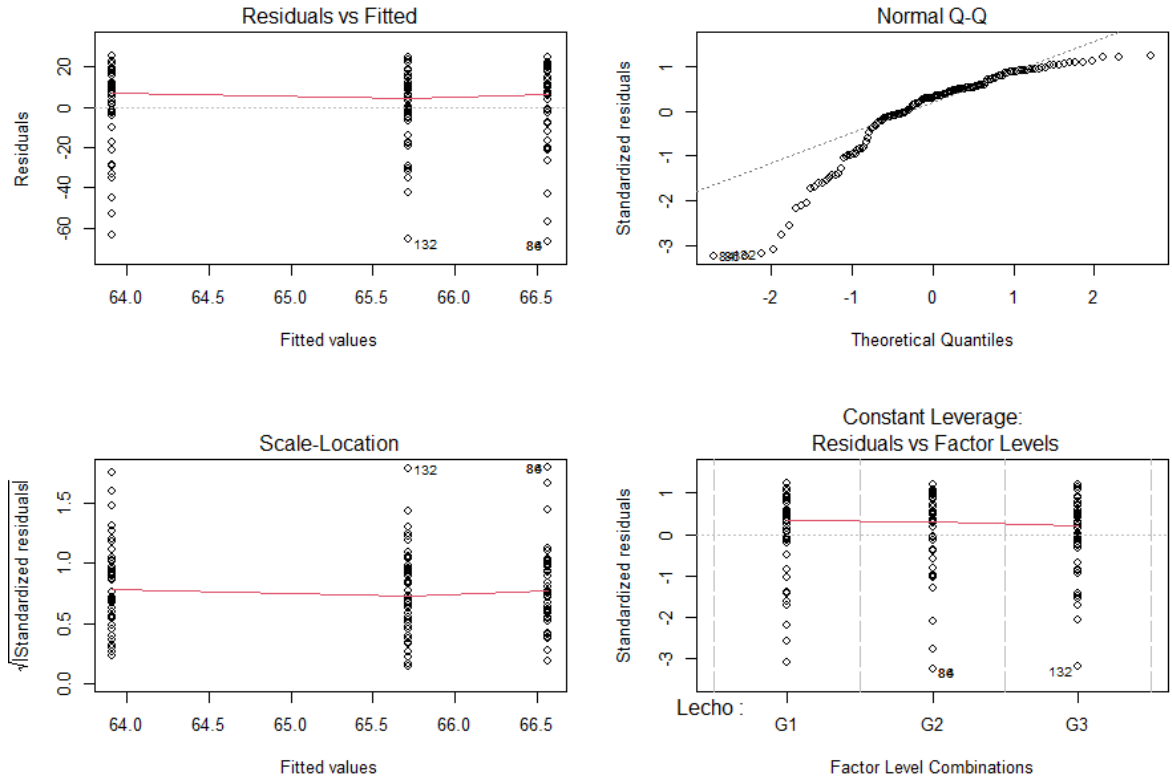 Residuals vs Fitted
Residuals
20
0
-20
-40
-60
132
64.0 64.5 65.0 65.5 66.0 66.5
Fitted values
Normal Q-Q
Standardized residuals
1
0
-1
-2
-3
-2 -1 0 1 2
Theoretical Quantiles
Scale-Location
√|Standardized residuals|
1.5
1.0
0.5
0.0
132
64.0 64.5 65.0 65.5 66.0 66.5
Fitted values
Constant Leverage:
Residuals vs Factor Levels
Standardized residuals
1
0
-1
-2
-3
132
Lecho :
G1 G2 G3
Factor Level Combinations